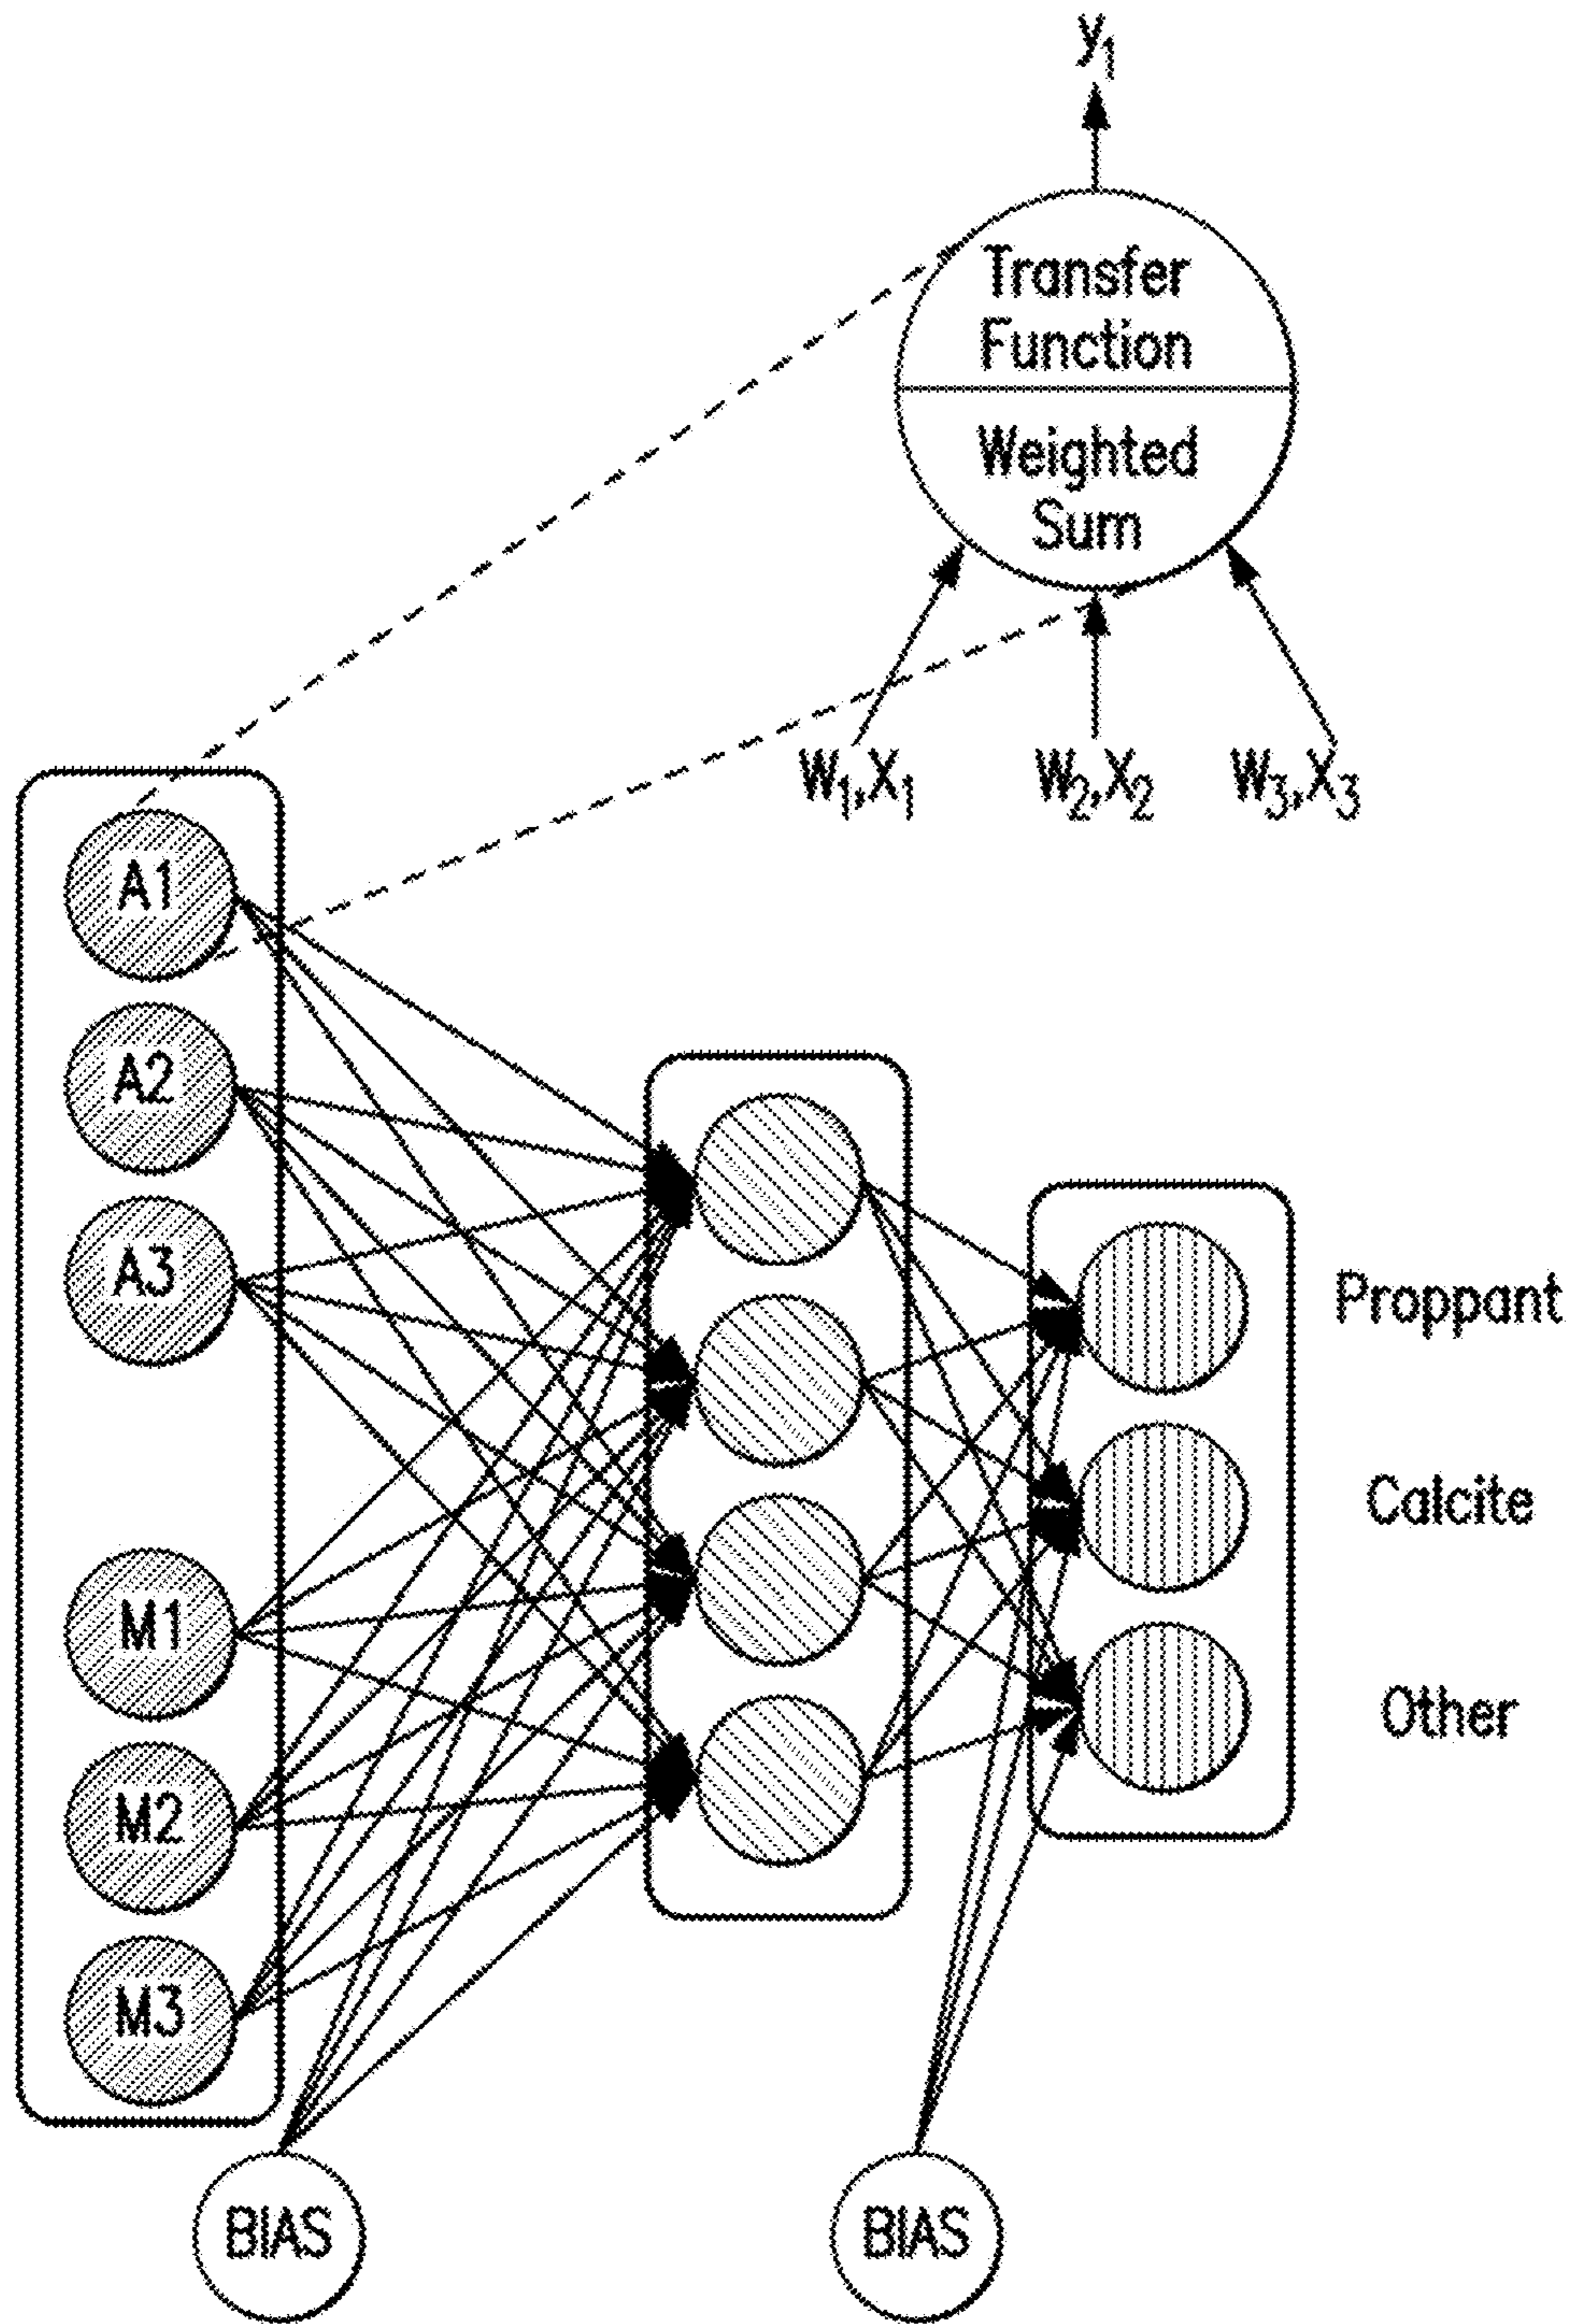 y1
Transfer
Function
Weighted
Sum
W1,X1
W2,X2
W3,X3
A1
A2
A3
M1
M2
M3
Proppant
Calcite
Other
BIAS
BIAS